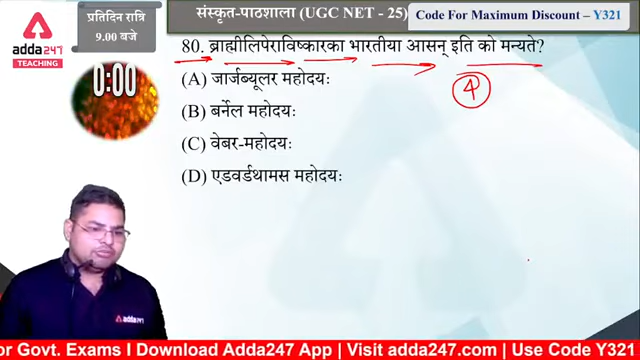 प्रतिदिन रात्रि
9.00 बजे
संस्कृत-पाठशाला (UGC NET - 25)
Code For Maximum Discount – Y321
adda247
TEACHING
0:00
80. ब्राह्मीलिपेराविष्कारका भारतीया आसन् इति को मन्यते?
4
(A) जार्जब्यूलर महोदयः
(B) बर्नेल महोदयः
(C) वेबर-महोदयः
(D) एडवर्डथामस महोदयः
adda247
or Govt. Exams I Download Adda247 App | Visit adda247.com | Use Code Y321